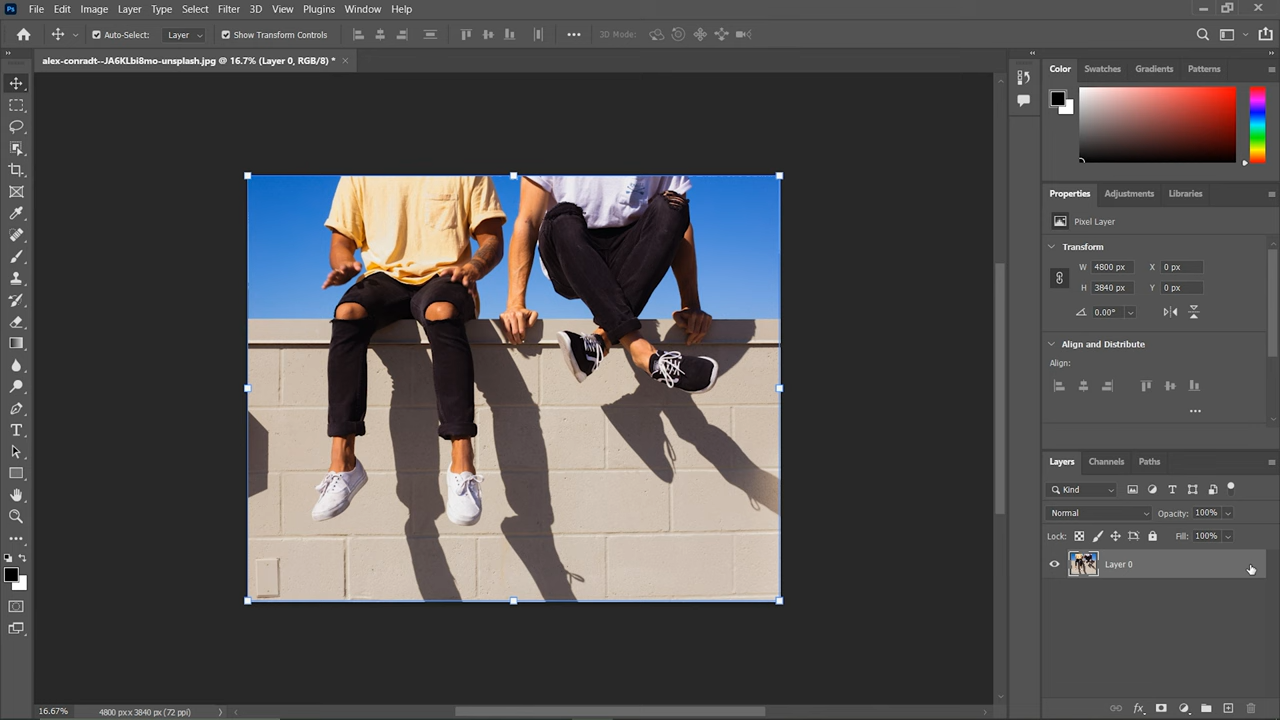 Ps File Edit Image Layer Type Select Filter 3D View Plugins Window Help
Auto-Select: Layer Show Transform Controls 3D Mode:
alex-conradt--JA6KLbi8mo-unsplash.jpg @ 16.7% (Layer 0, RGB/8) *
Color Swatches Gradients Patterns
Properties Adjustments Libraries
Pixel Layer
Transform
W 4800 px X 0 px
H 3840 px Y 0 px
0.00°
Align and Distribute
Align:
Layers Channels Paths
Kind
Normal Opacity: 100%
Lock: Fill: 100%
Layer 0
16.67% 4800 px x 3840 px (72 ppi)
fx